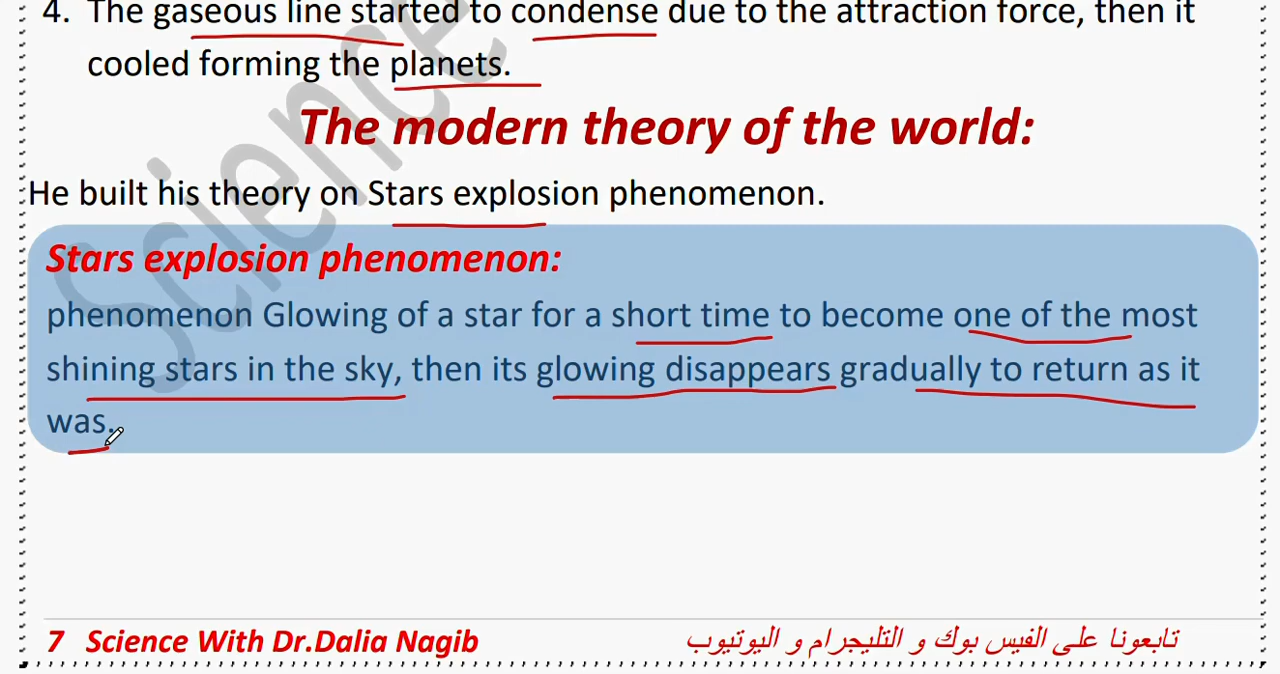 4. The gaseous line started to condense due to the attraction force, then it
cooled forming the planets.
The modern theory of the world:
He built his theory on Stars explosion phenomenon.
Stars explosion phenomenon:
phenomenon Glowing of a star for a short time to become one of the most
shining stars in the sky, then its glowing disappears gradually to return as it
was.
7 Science With Dr.Dalia Nagib
تابعونا على الفيس بوك و التليجرام و اليوتيوب
Science